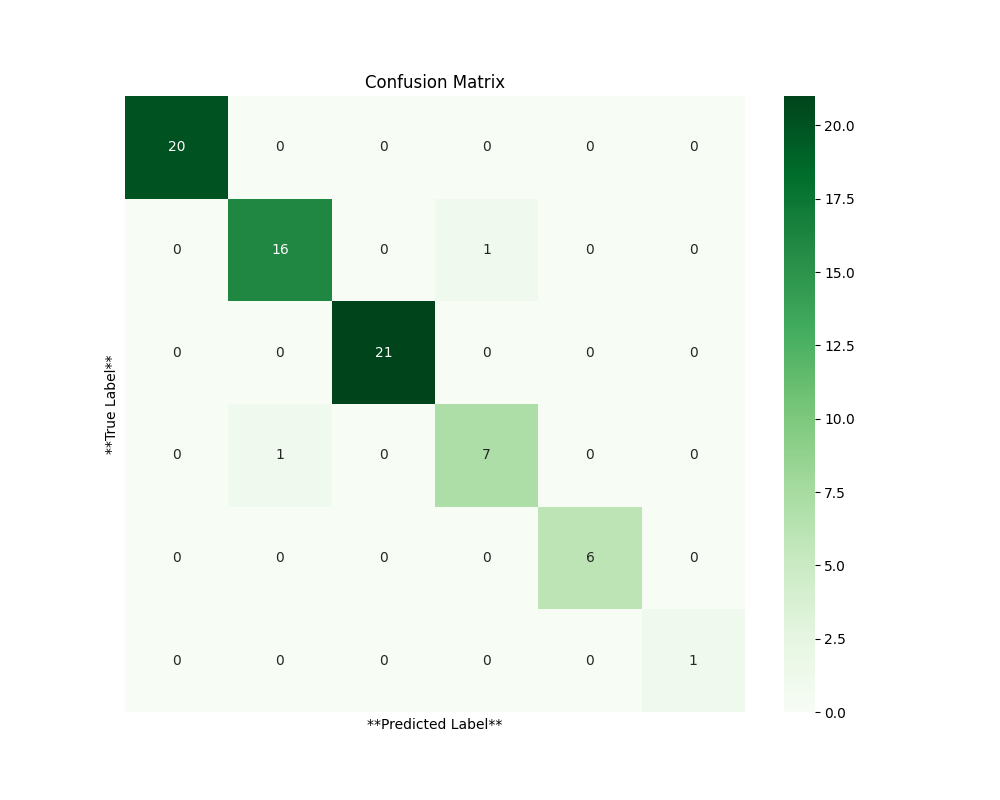 Confusion Matrix
20 0 0 0 0 0
0 16 0 1 0 0
0 0 21 0 0 0
0 1 0 7 0 0
0 0 0 0 6 0
0 0 0 0 0 1
**True Label**
**Predicted Label**
20.0
17.5
15.0
12.5
10.0
7.5
5.0
2.5
0.0